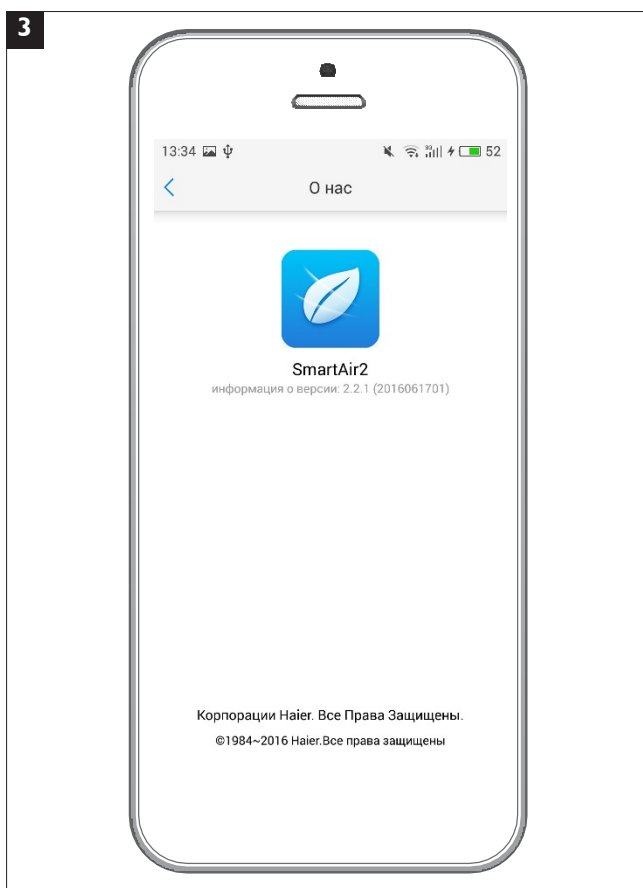 3
13:34 3G 52
О нас
SmartAir2
информация о версии: 2.2.1 (2016061701)
Корпорации Haier. Все Права Защищены.
©1984~2016 Haier.Все права защищены